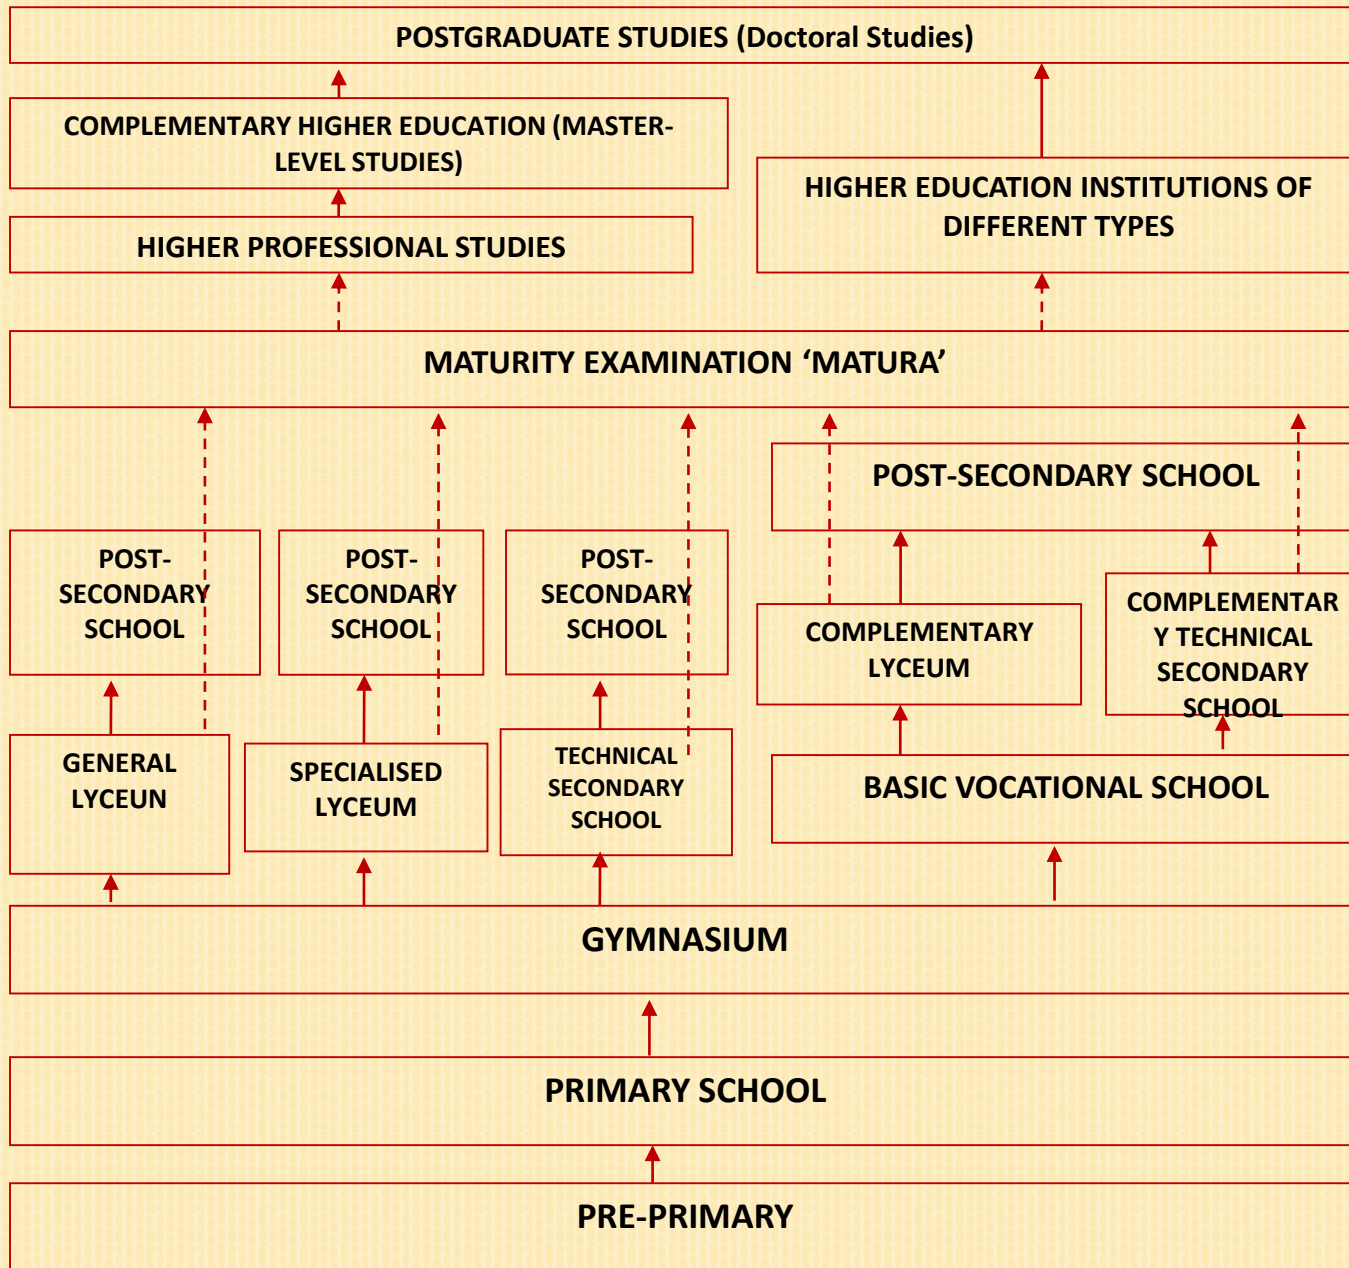 POSTGRADUATE STUDIES (Doctoral Studies)
COMPLEMENTARY HIGHER EDUCATION (MASTER-
LEVEL STUDIES)
HIGHER EDUCATION INSTITUTIONS OF
DIFFERENT TYPES
HIGHER PROFESSIONAL STUDIES
MATURITY EXAMINATION ‘MATURA’
POST-SECONDARY SCHOOL
POST-
SECONDARY
SCHOOL
POST-
SECONDARY
SCHOOL
POST-
SECONDARY
SCHOOL
COMPLEMENTARY
LYCEUM
COMPLEMENTAR
Y TECHNICAL
SECONDARY
SCHOOL
GENERAL
LYCEUN
SPECIALISED
LYCEUM
TECHNICAL
SECONDARY
SCHOOL
BASIC VOCATIONAL SCHOOL
GYMNASIUM
PRIMARY SCHOOL
PRE-PRIMARY